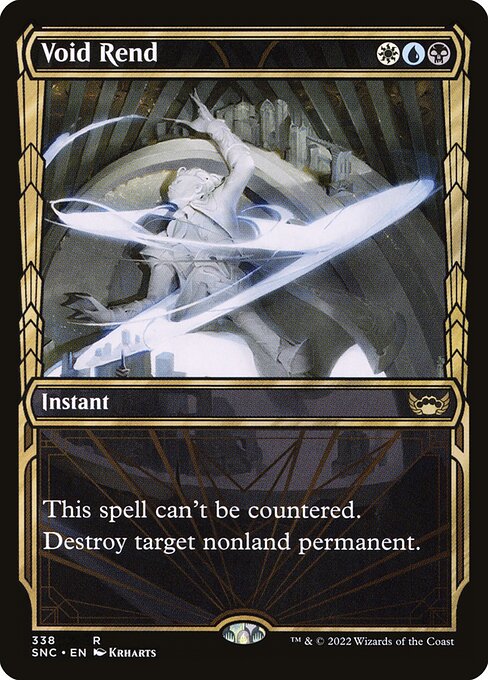 Void Rend
Instant
This spell can't be countered.
Destroy target nonland permanent.
338 R
SNC • EN KRHARTS
™ & © 2022 Wizards of the Coast